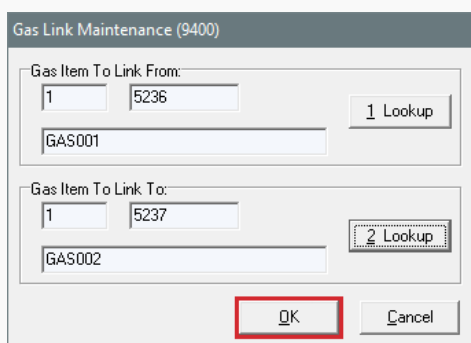 Gas Link Maintenance (9400)
Gas Item To Link From:
1 5236
1 Lookup
GAS001
Gas Item To Link To:
1 5237
2 Lookup
GAS002
OK Cancel